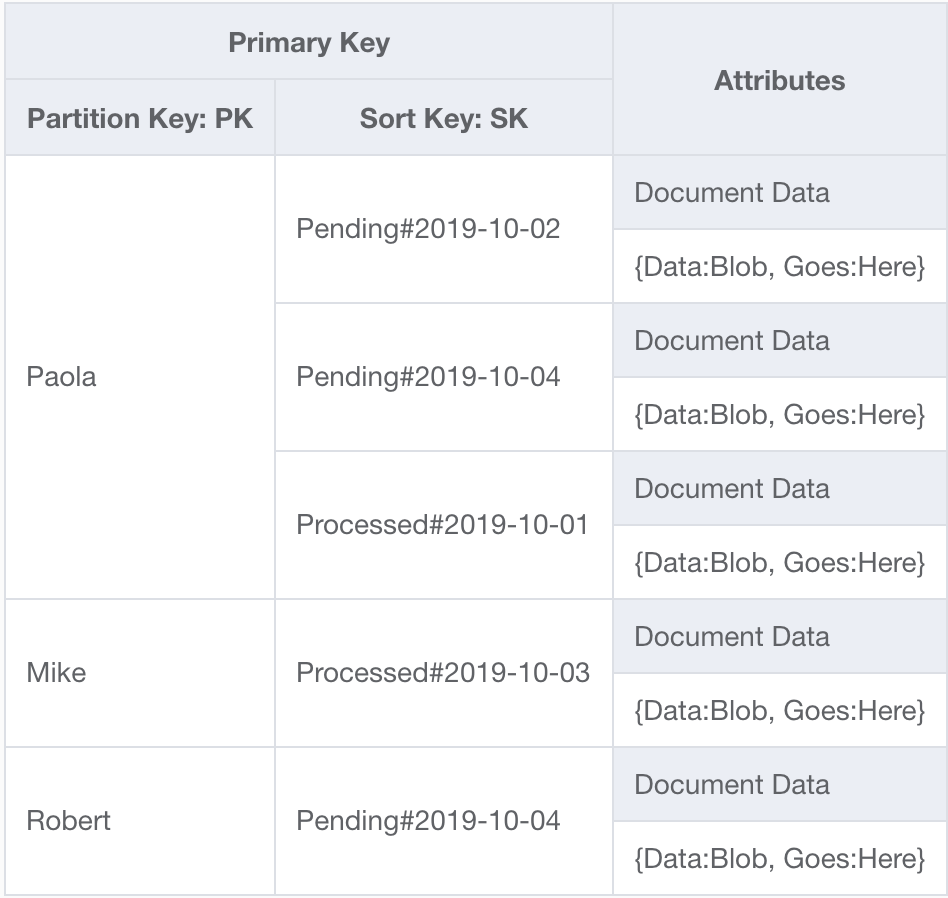 Primary Key
Attributes
Partition Key: PK
Sort Key: SK
Paola
Pending#2019-10-02
Document Data
{Data:Blob, Goes:Here}
Pending#2019-10-04
Document Data
{Data:Blob, Goes:Here}
Processed#2019-10-01
Document Data
{Data:Blob, Goes:Here}
Mike
Processed#2019-10-03
Document Data
{Data:Blob, Goes:Here}
Robert
Pending#2019-10-04
Document Data
{Data:Blob, Goes:Here}